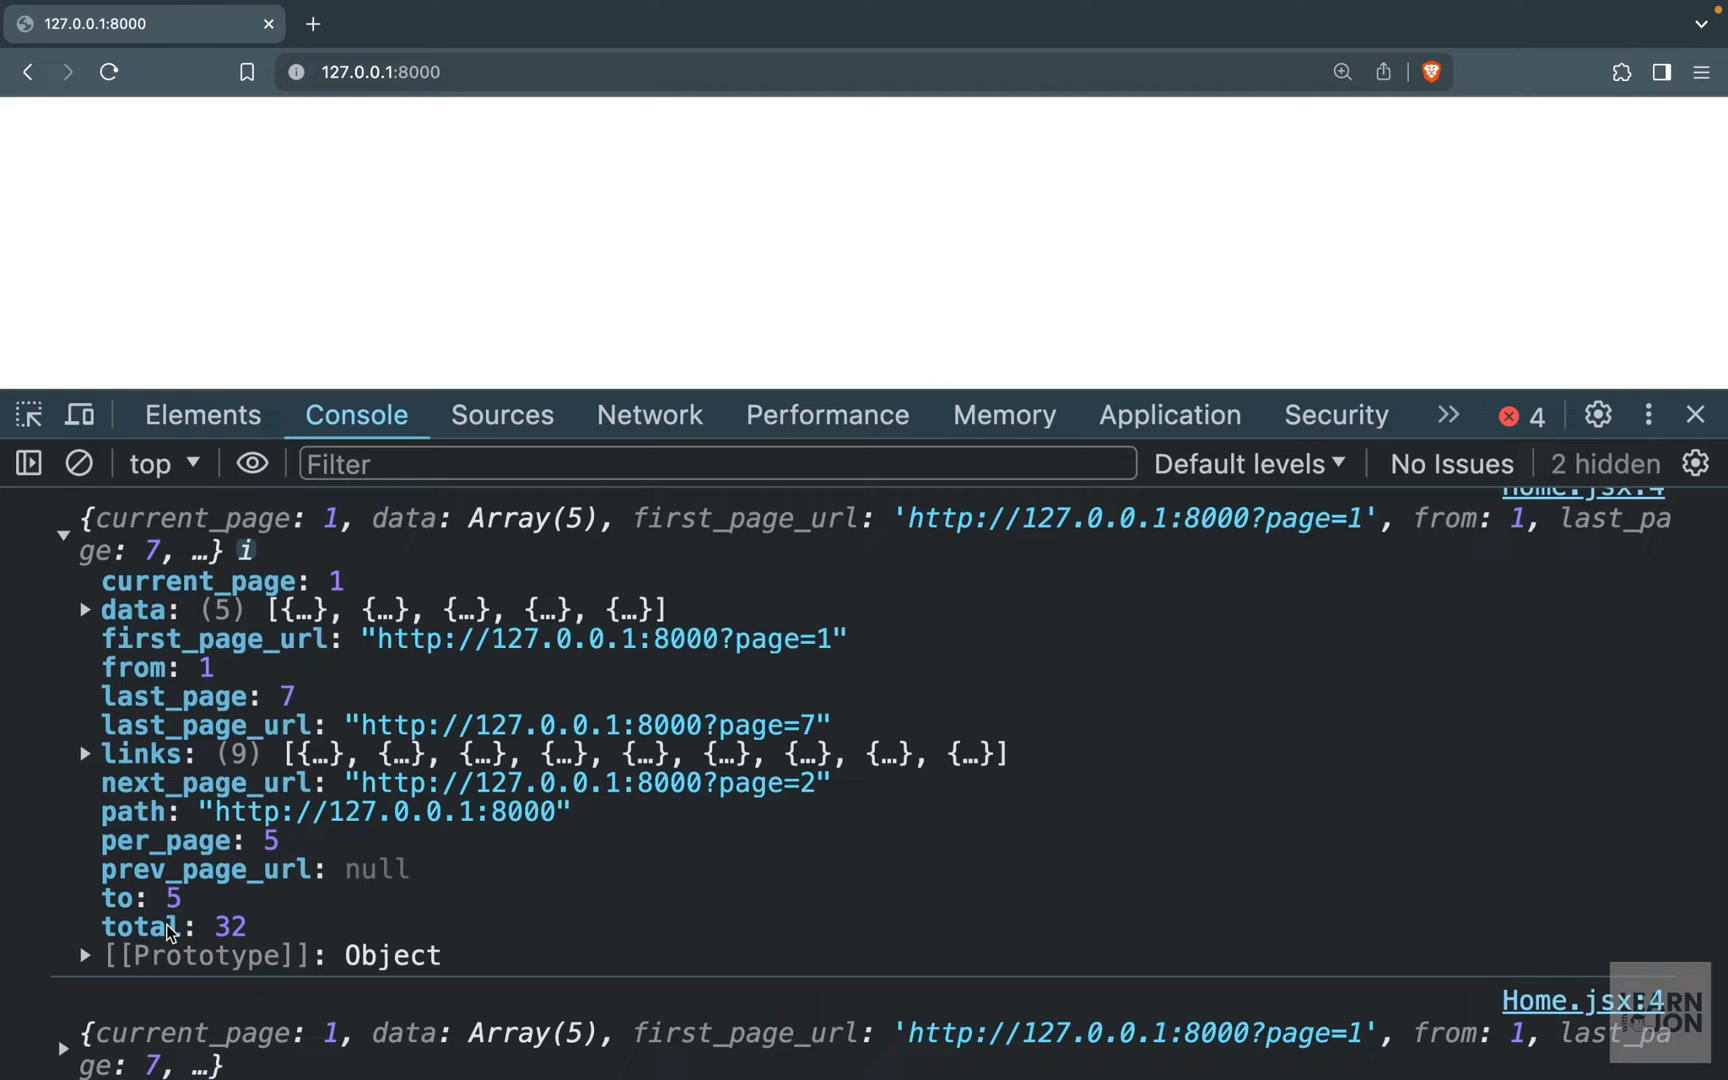 127.0.0.1:8000
127.0.0.1:8000
Elements Console Sources Network Performance Memory Application Security 4
top Filter Default levels No Issues 2 hidden
Home.jsx:4
{current_page: 1, data: Array(5), first_page_url: 'http://127.0.0.1:8000?page=1', from: 1, last_pa
ge: 7, …} i
current_page: 1
data: (5) [{…}, {…}, {…}, {…}, {…}]
first_page_url: "http://127.0.0.1:8000?page=1"
from: 1
last_page: 7
last_page_url: "http://127.0.0.1:8000?page=7"
links: (9) [{…}, {…}, {…}, {…}, {…}, {…}, {…}, {…}, {…}]
next_page_url: "http://127.0.0.1:8000?page=2"
path: "http://127.0.0.1:8000"
per_page: 5
prev_page_url: null
to: 5
total: 32
[[Prototype]]: Object
Home.jsx:4
{current_page: 1, data: Array(5), first_page_url: 'http://127.0.0.1:8000?page=1', from: 1, last_pa
ge: 7, …}
LEARN
with
JON